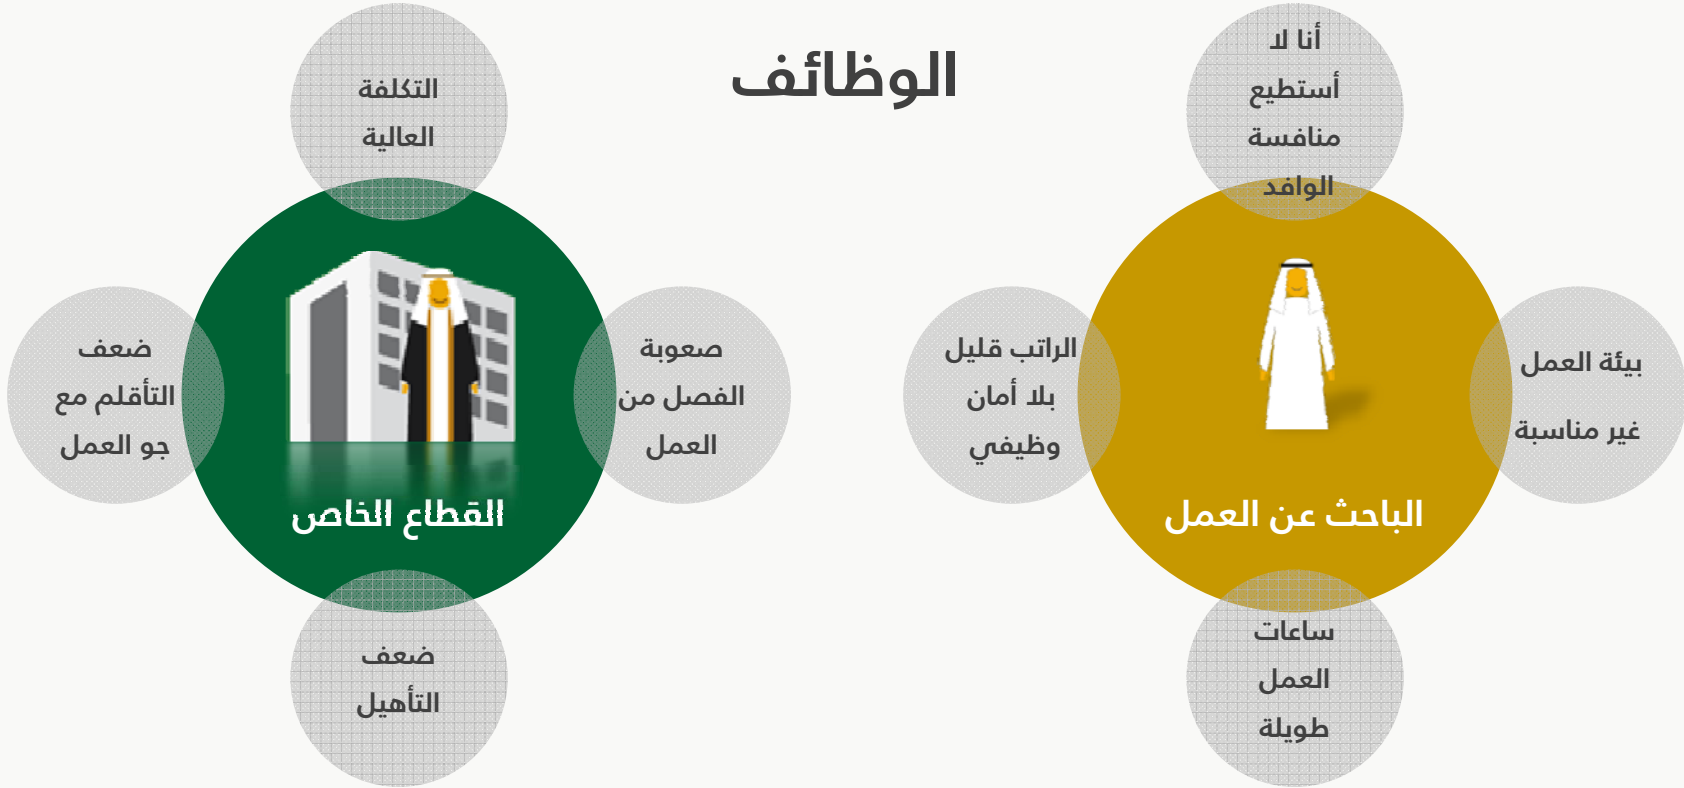 الوظائف
أنا لا
أستطيع
منافسة
الوافد
بيئة العمل
غير مناسبة
الراتب قليل
بلا أمان
وظيفي
الباحث عن العمل
ساعات
العمل
طويلة
التكلفة
العالية
صعوبة
الفصل من
العمل
ضعف
التأقلم مع
جو العمل
القطاع الخاص
ضعف
التأهيل